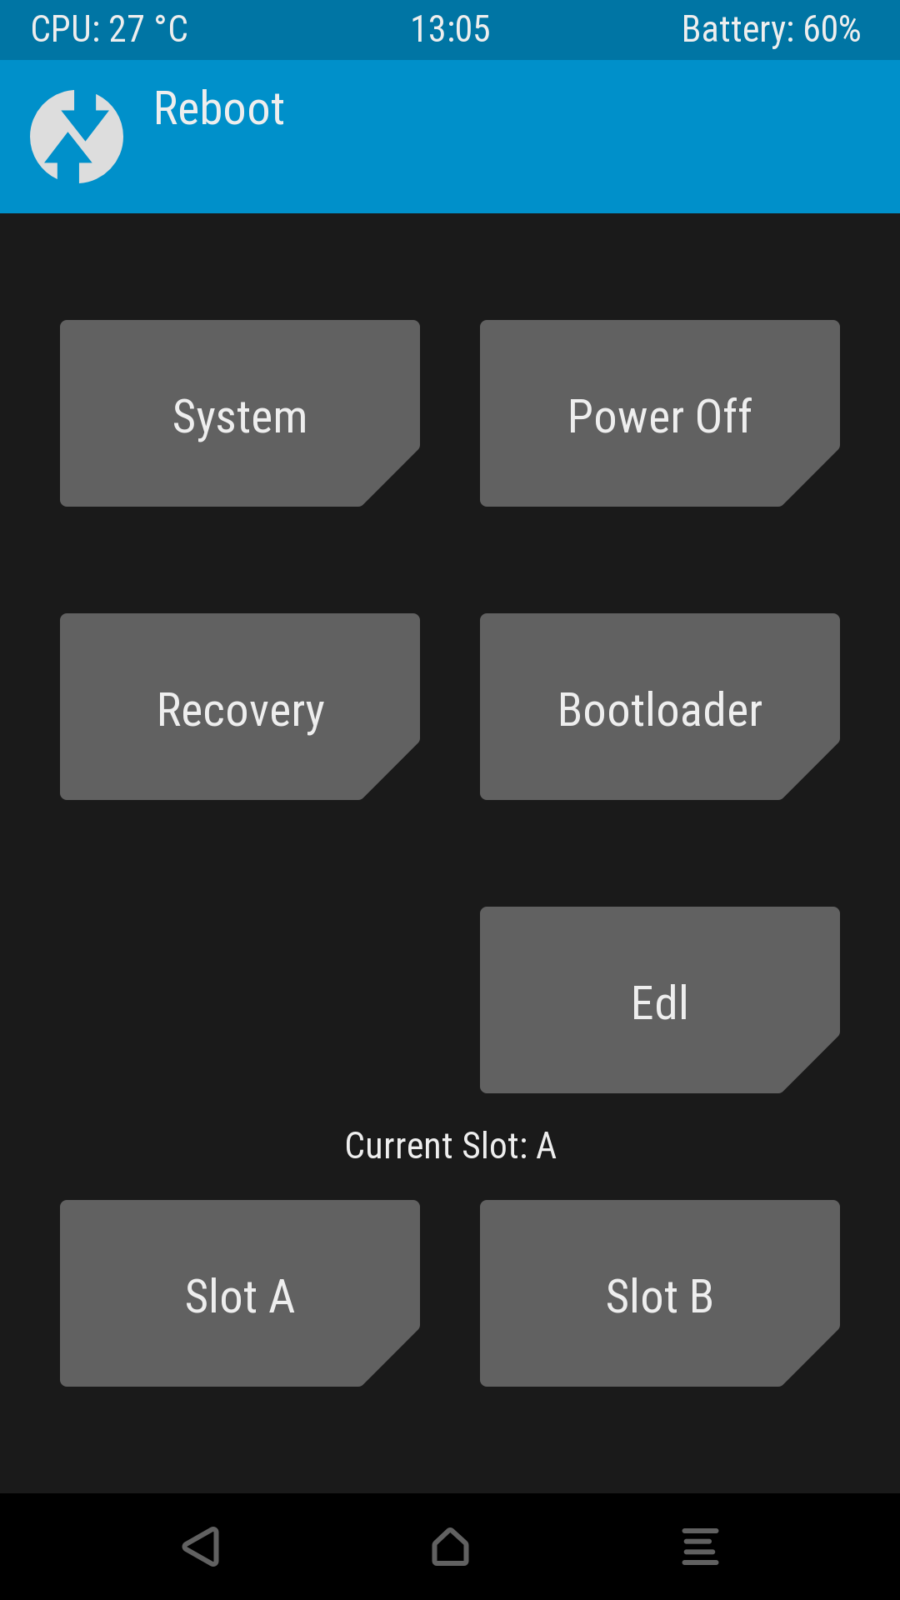 CPU: 27 °C 13:05 Battery: 60%
Reboot
System Power Off
Recovery Bootloader
Edl
Current Slot: A
Slot A Slot B